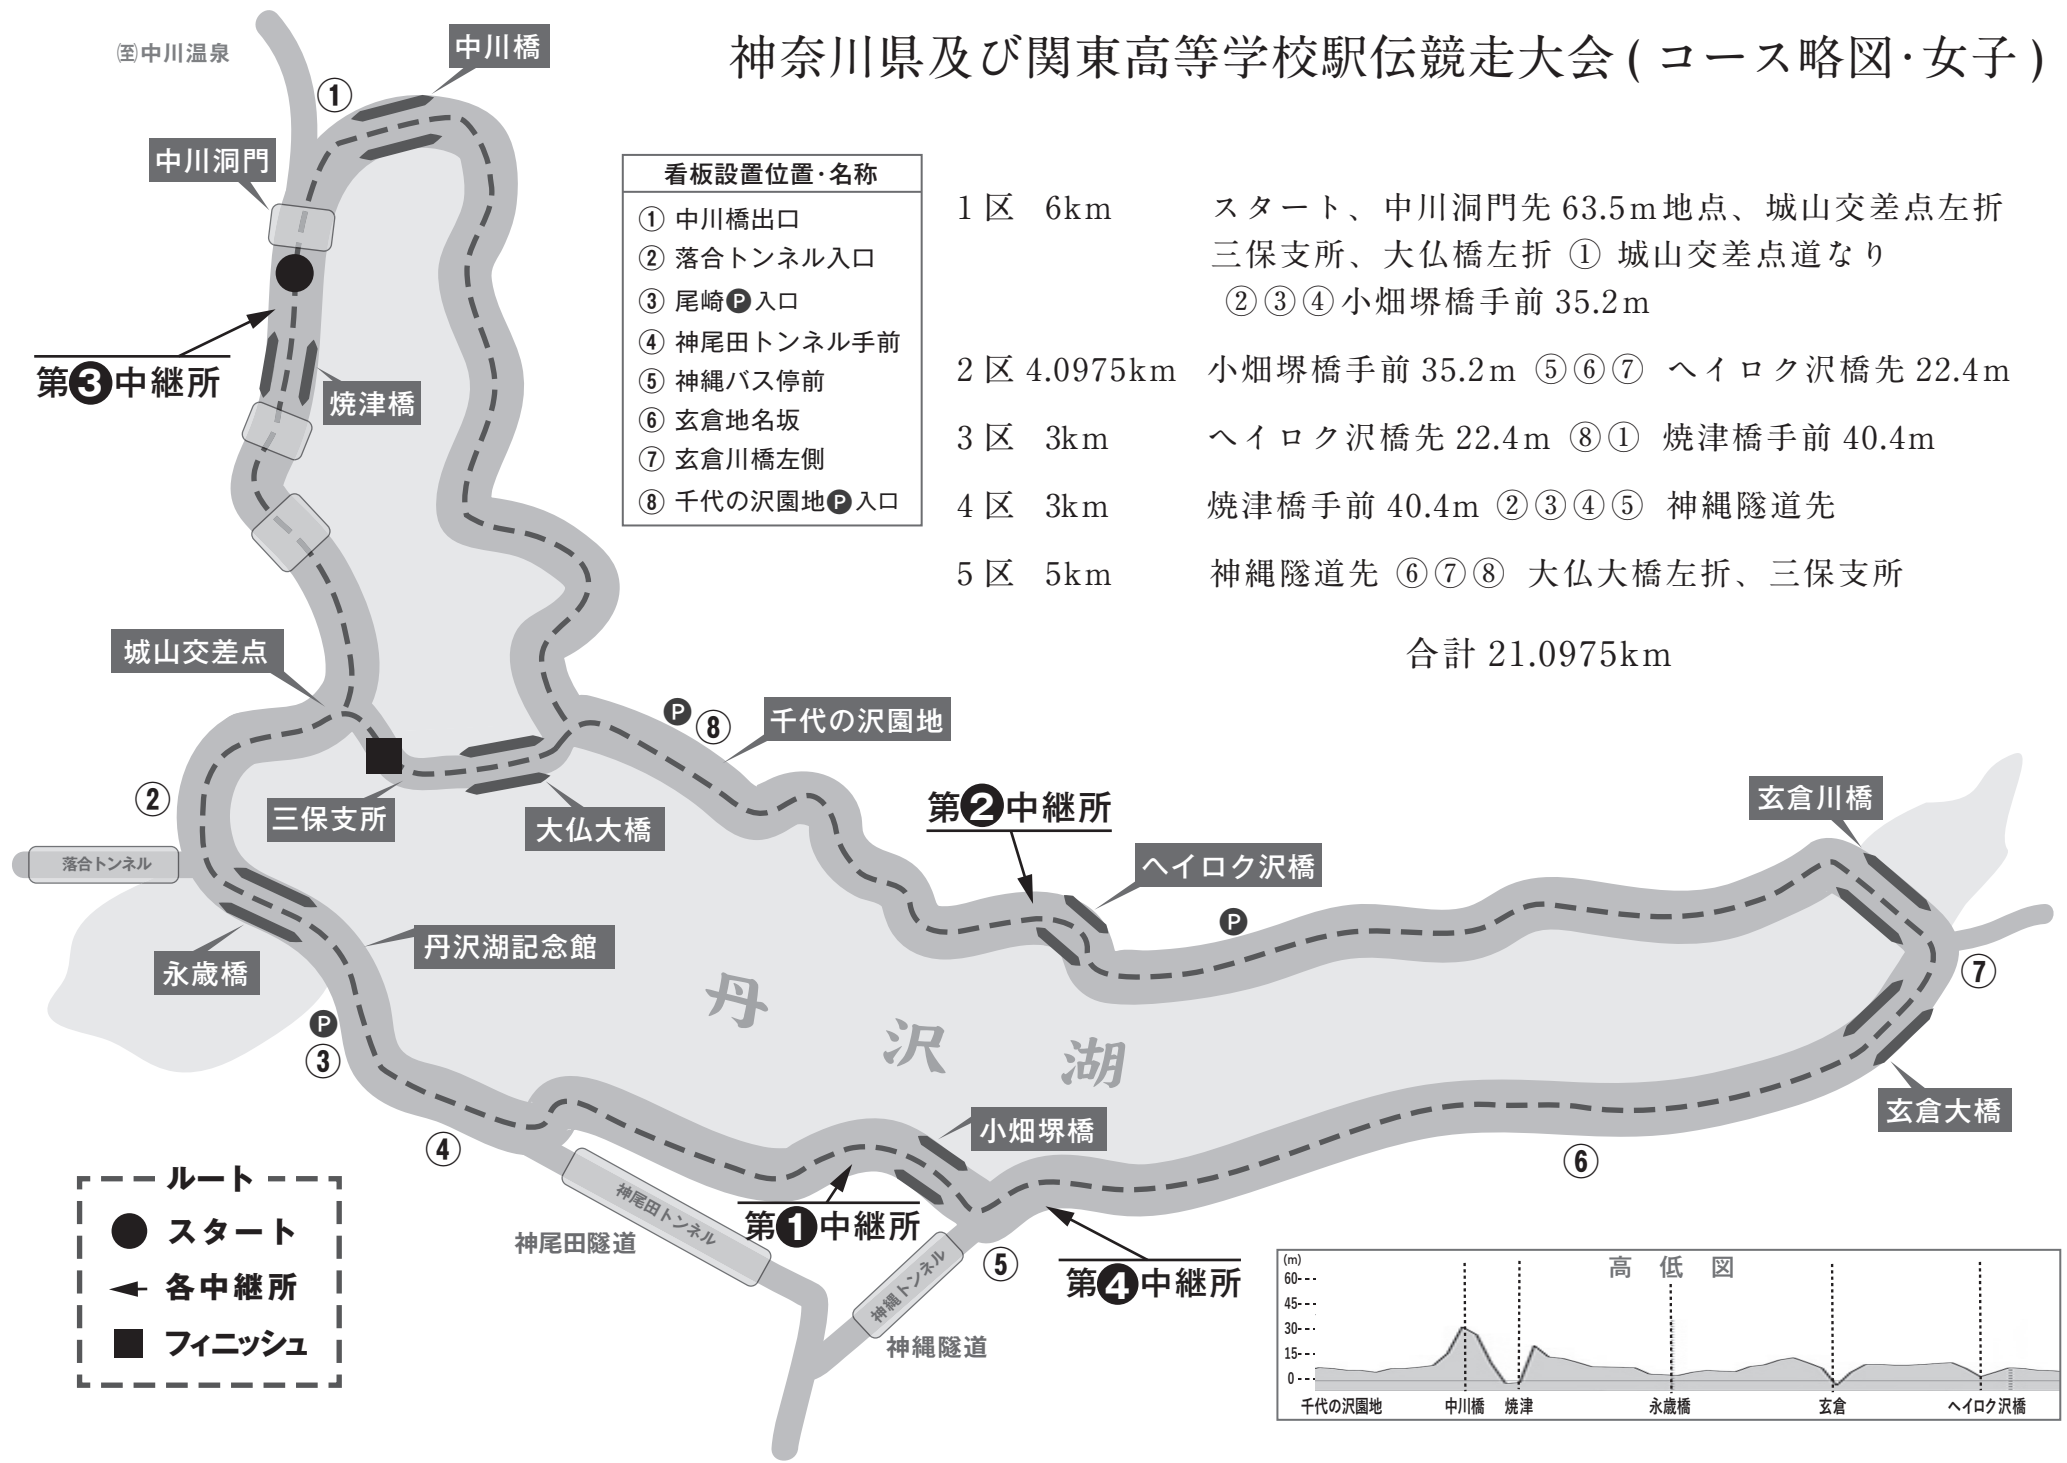 神奈川県及び関東高等学校駅伝競走大会 ( コース略図･女子 )
㊧中川温泉
中川橋
①
中川洞門
第❸中継所
焼津橋
看板設置位置･名称
① 中川橋出口
② 落合トンネル入口
③ 尾崎🅟入口
④ 神尾田トンネル手前
⑤ 神縄バス停前
⑥ 玄倉地名坂
⑦ 玄倉川橋左側
⑧ 千代の沢園地🅟入口
1 区 6km スタート、中川洞門先 63.5m地点、城山交差点左折
三保支所、大仏橋左折 ① 城山交差点道なり
②③④小畑堺橋手前 35.2m
2 区 4.0975km 小畑堺橋手前 35.2m ⑤⑥⑦ ヘイロク沢橋先 22.4m
3 区 3km ヘイロク沢橋先 22.4m ⑧① 焼津橋手前 40.4m
4 区 3km 焼津橋手前 40.4m ②③④⑤ 神縄隧道先
5 区 5km 神縄隧道先 ⑥⑦⑧ 大仏大橋左折、三保支所
合計 21.0975km
城山交差点
🅟
⑧
千代の沢園地
②
三保支所
大仏大橋
第❷中継所
ヘイロク沢橋
🅟
玄倉川橋
落合トンネル
永歳橋
丹沢湖記念館
丹沢湖
⑦
🅟
③
④
小畑堺橋
玄倉大橋
⑥
神尾田トンネル
神尾田隧道
第❶中継所
⑤
第❹中継所
神縄トンネル
神縄隧道
ルート
スタート
各中継所
フィニッシュ
高低図
(m)
60
45
30
15
0
千代の沢園地 中川橋 焼津 永歳橋 玄倉 ヘイロク沢橋